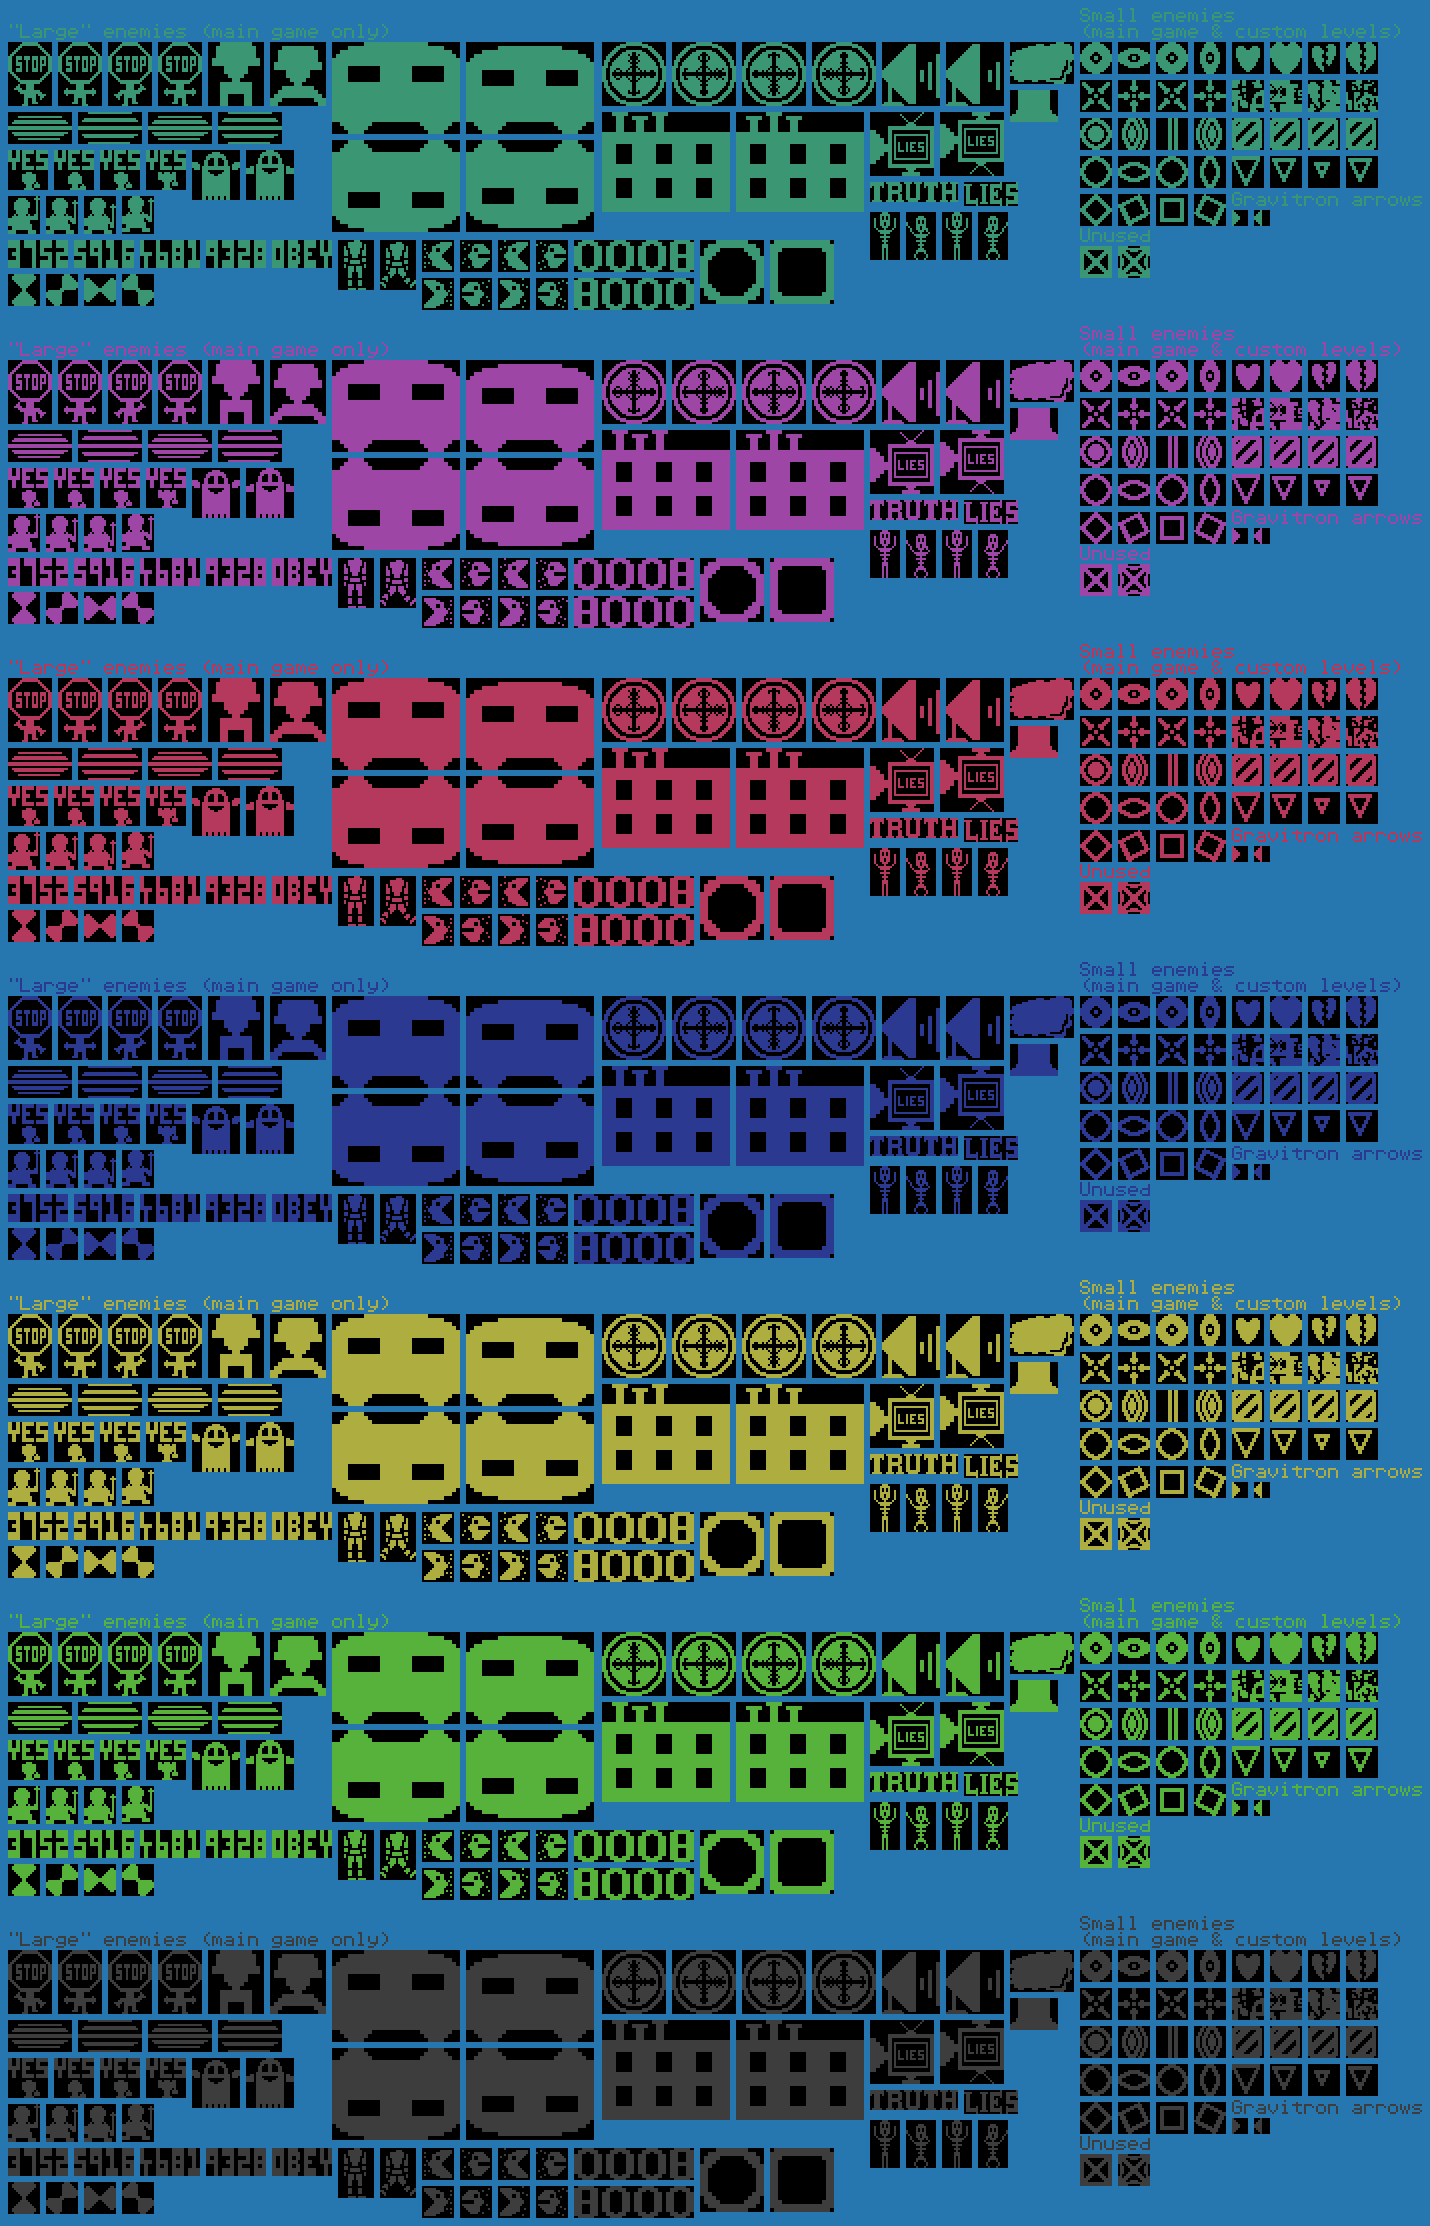 Small enemies
"Large" enemies (main game only)
(main game & custom levels)
STOP STOP STOP STOP
LIES LIES
YES YES YES YES
TRUTH LIES
Gravitron arrows
Unused
3752 5916 7681 9328 OBEY
0008
8000
Small enemies
"Large" enemies (main game only)
(main game & custom levels)
STOP STOP STOP STOP
LIES LIES
YES YES YES YES
TRUTH LIES
Gravitron arrows
Unused
3752 5916 7681 9328 OBEY
0008
8000
Small enemies
"Large" enemies (main game only)
(main game & custom levels)
STOP STOP STOP STOP
LIES LIES
YES YES YES YES
TRUTH LIES
Gravitron arrows
Unused
3752 5916 7681 9328 OBEY
0008
8000
Small enemies
"Large" enemies (main game only)
(main game & custom levels)
STOP STOP STOP STOP
LIES LIES
YES YES YES YES
TRUTH LIES
Gravitron arrows
Unused
3752 5916 7681 9328 OBEY
0008
8000
Small enemies
"Large" enemies (main game only)
(main game & custom levels)
STOP STOP STOP STOP
LIES LIES
YES YES YES YES
TRUTH LIES
Gravitron arrows
Unused
3752 5916 7681 9328 OBEY
0008
8000
Small enemies
"Large" enemies (main game only)
(main game & custom levels)
STOP STOP STOP STOP
LIES LIES
YES YES YES YES
TRUTH LIES
Gravitron arrows
Unused
3752 5916 7681 9328 OBEY
0008
8000
Small enemies
"Large" enemies (main game only)
(main game & custom levels)
STOP STOP STOP STOP
LIES LIES
YES YES YES YES
TRUTH LIES
Gravitron arrows
Unused
3752 5916 7681 9328 OBEY
0008
8000